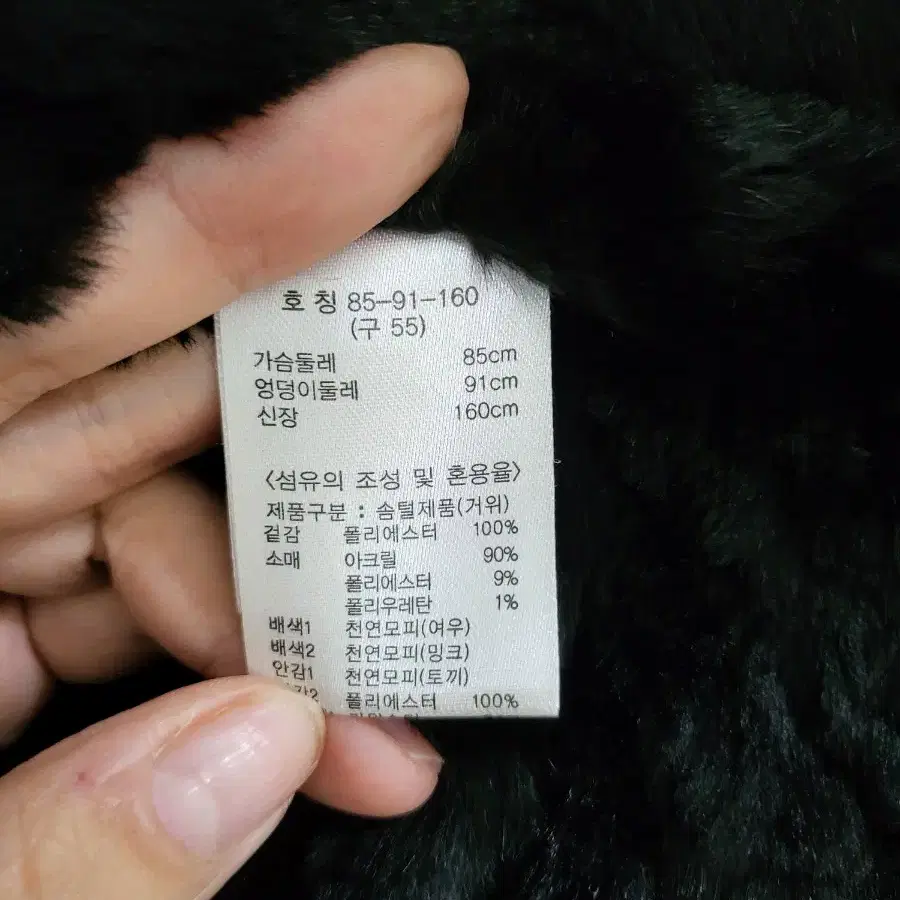 호 칭 85-91-160
(구 55)
가슴둘레 85cm
엉덩이둘레 91cm
신장 160cm
<섬유의 조성 및 혼용율>
제품구분 : 솜털제품(거위)
겉감 폴리에스터 100%
소매 아크릴 90%
폴리에스터 9%
폴리우레탄 1%
배색1 천연모피(여우)
배색2 천연모피(밍크)
안감1 천연모피(토끼)
폴리에스터 100%